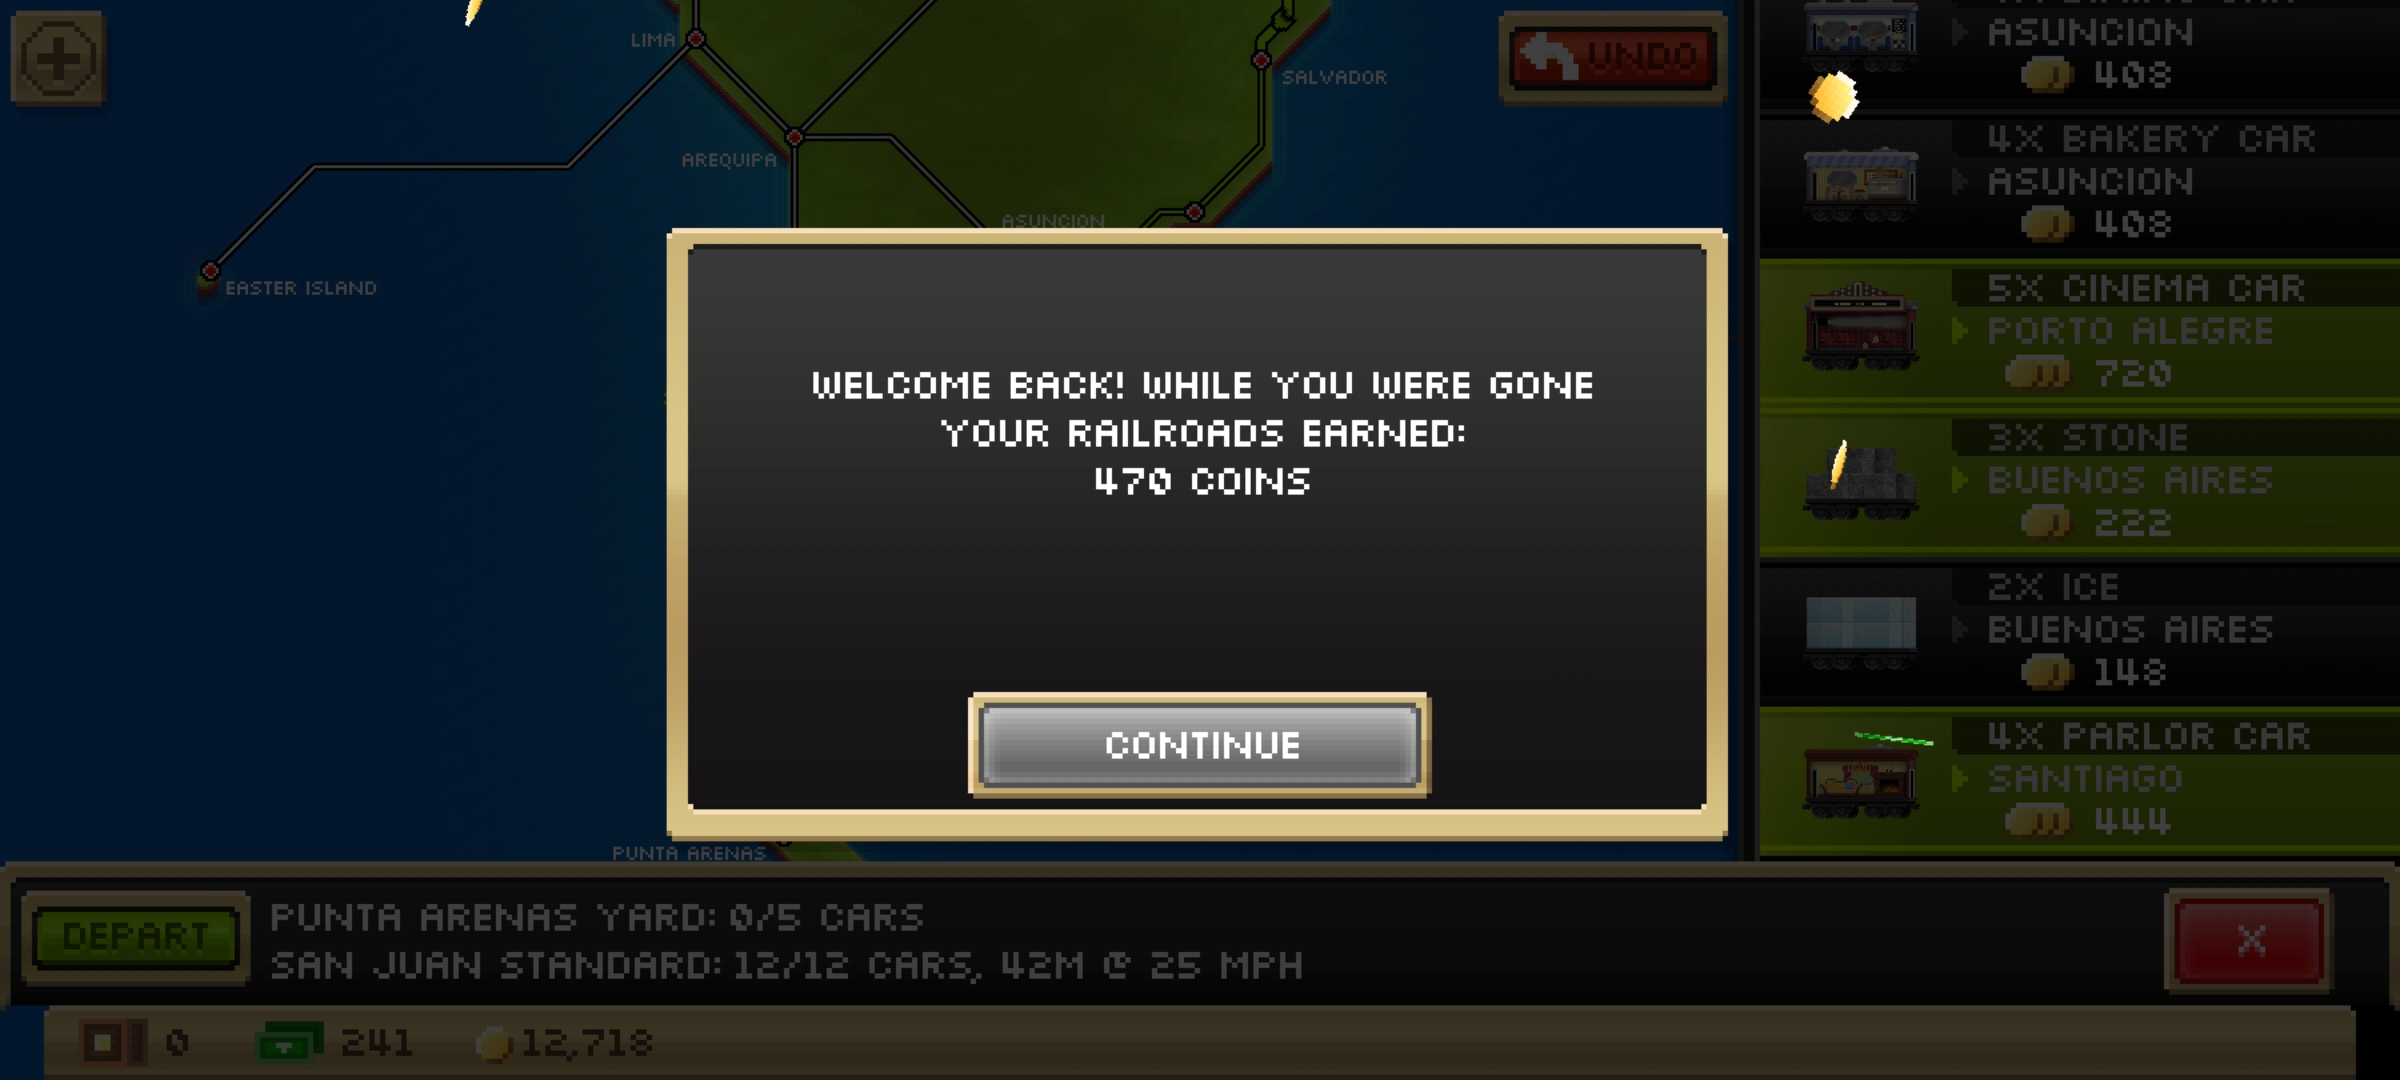 LIMA
UNDO
SALVADOR
AREQUIPA
ASUNCION
EASTER ISLAND
WELCOME BACK! WHILE YOU WERE GONE
YOUR RAILROADS EARNED:
470 COINS
CONTINUE
ASUNCION
408
4X BAKERY CAR
ASUNCION
408
5X CINEMA CAR
PORTO ALEGRE
720
3X STONE
BUENOS AIRES
222
2X ICE
BUENOS AIRES
148
4X PARLOR CAR
SANTIAGO
444
PUNTA ARENAS
DEPART
PUNTA ARENAS YARD: 0/5 CARS
SAN JUAN STANDARD: 12/12 CARS, 42M @ 25 MPH
X
0
241
12,718